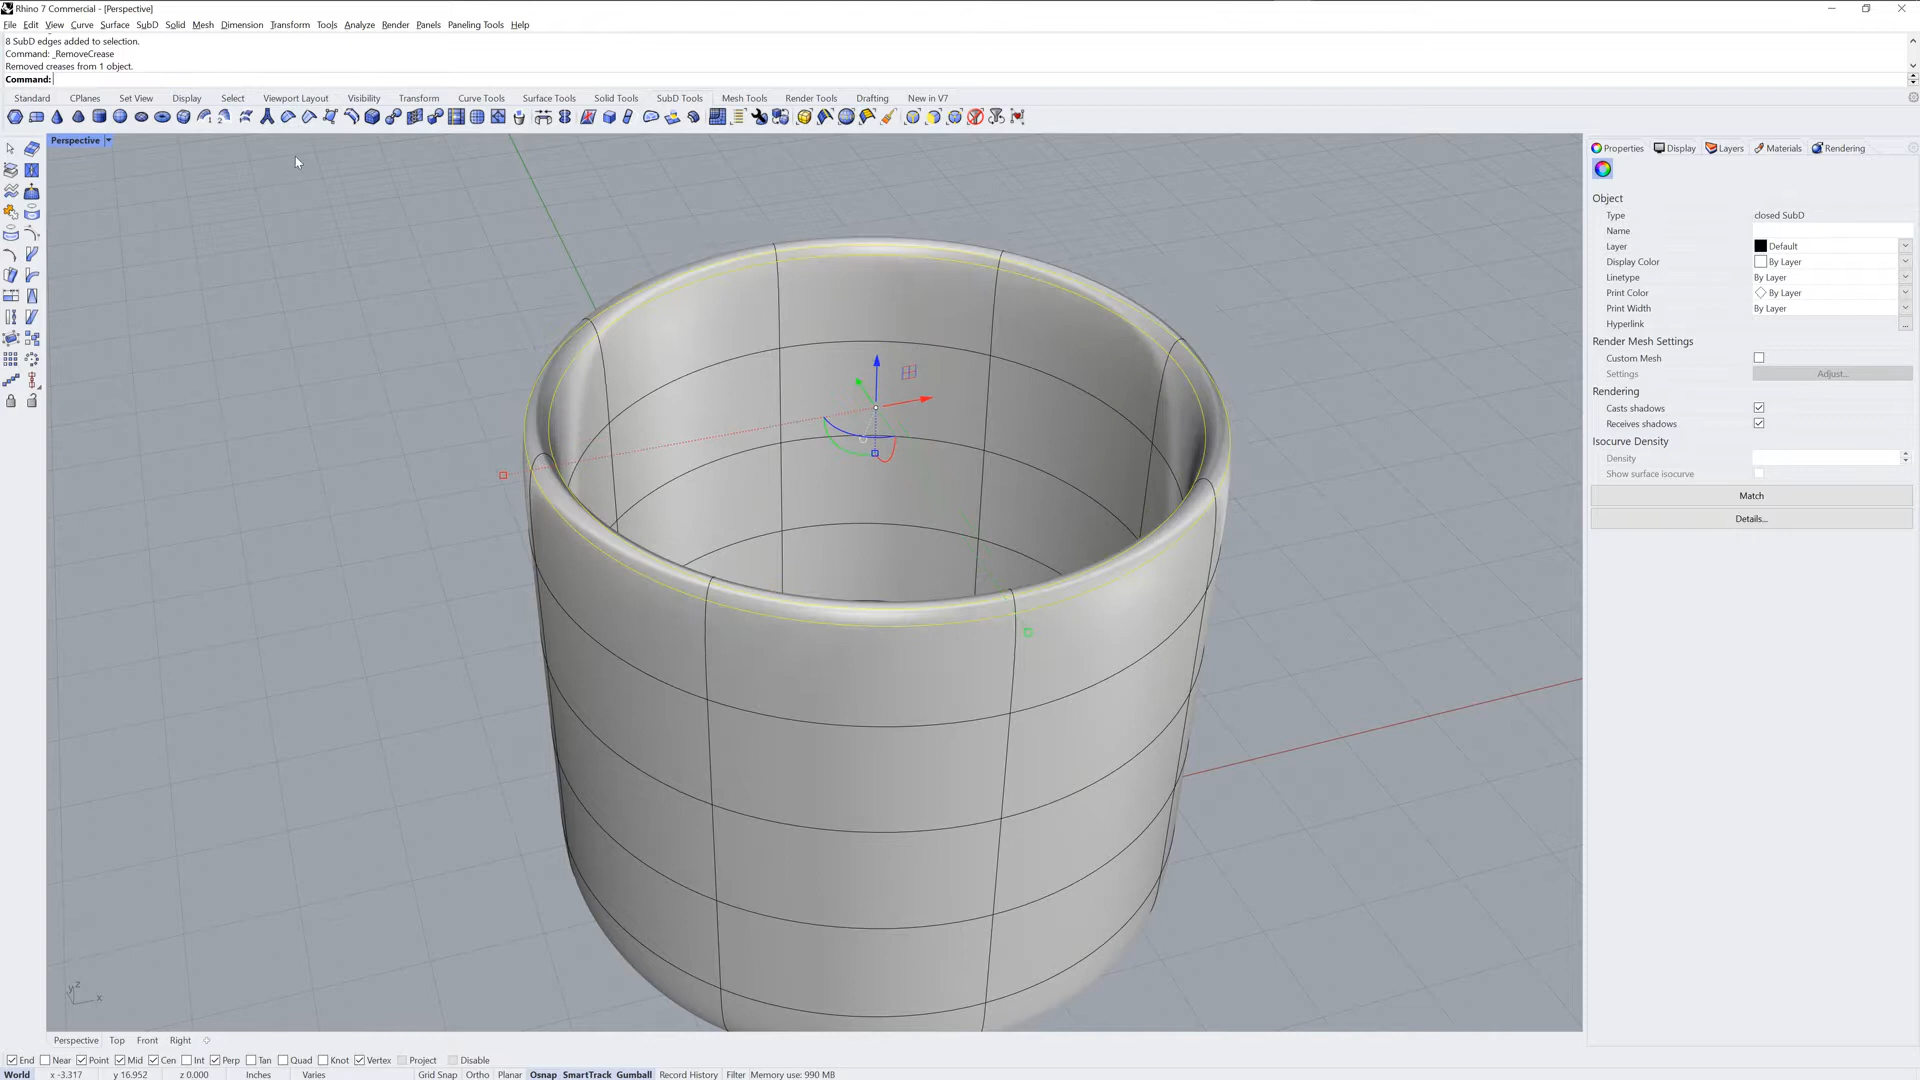 Rhino 7 Commercial - [Perspective]
File Edit View Curve Surface SubD Solid Mesh Dimension Transform Tools Analyze Render Panels Paneling Tools Help
8 SubD edges added to selection.
Command: _RemoveCrease
Removed creases from 1 object.
Command:
Standard CPlanes Set View Display Select Viewport Layout Visibility Transform Curve Tools Surface Tools Solid Tools SubD Tools Mesh Tools Render Tools Drafting New in V7
Perspective
Properties Display Layers Materials Rendering
Object
Type closed SubD
Name
Layer Default
Display Color By Layer
Linetype By Layer
Print Color By Layer
Print Width By Layer
Hyperlink ...
Render Mesh Settings
Custom Mesh
Settings Adjust...
Rendering
Casts shadows
Receives shadows
Isocurve Density
Density
Show surface isocurve
Match
Details...
z
y
x
Perspective Top Front Right
End Near Point Mid Cen Int Perp Tan Quad Knot Vertex Project Disable
World x -3.317 y 16.952 z 0.000 Inches Varies Grid Snap Ortho Planar Osnap SmartTrack Gumball Record History Filter Memory use: 990 MB